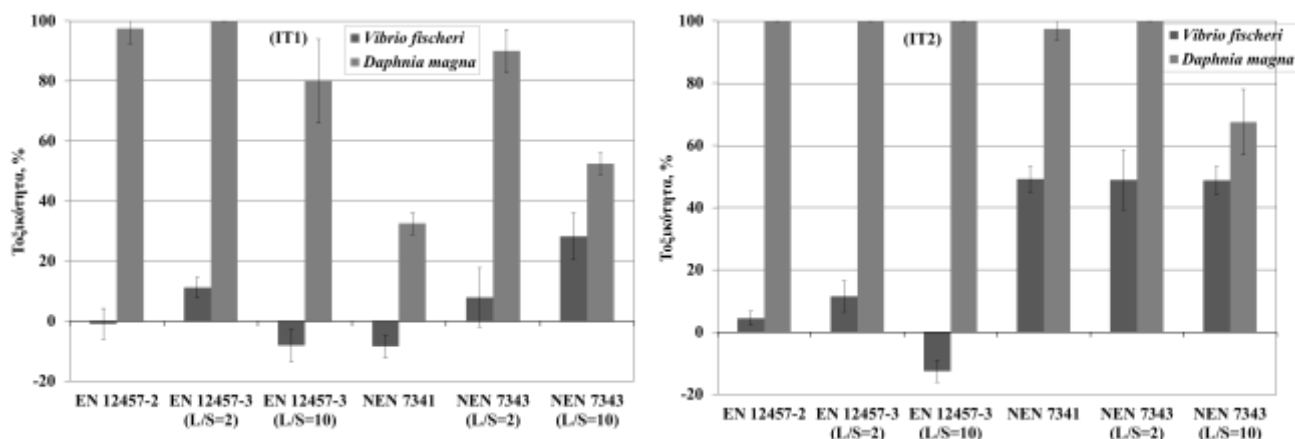 100
80
60
40
20
0
-20
Τοξικότητα, %
(IT1)
Vibrio fischeri
Daphnia magna
EN 12457-2
EN 12457-3
(L/S=2)
EN 12457-3
(L/S=10)
NEN 7341
NEN 7343
(L/S=2)
NEN 7343
(L/S=10)
100
80
60
40
20
0
-20
Τοξικότητα, %
(IT2)
Vibrio fischeri
Daphnia magna
EN 12457-2
EN 12457-3
(L/S=2)
EN 12457-3
(L/S=10)
NEN 7341
NEN 7343
(L/S=2)
NEN 7343
(L/S=10)